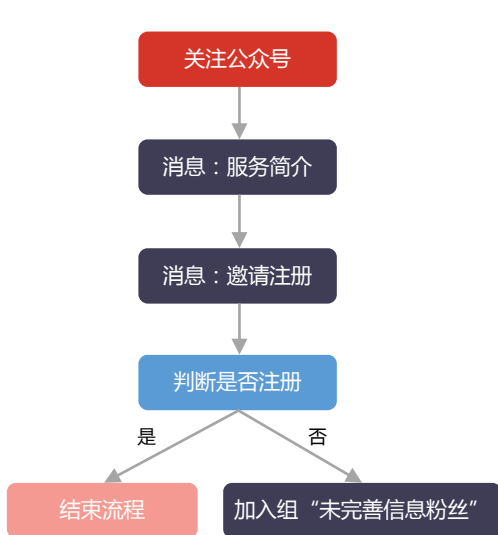 关注公众号
消息：服务简介
消息：邀请注册
判断是否注册
是
否
结束流程
加入组“未完善信息粉丝”